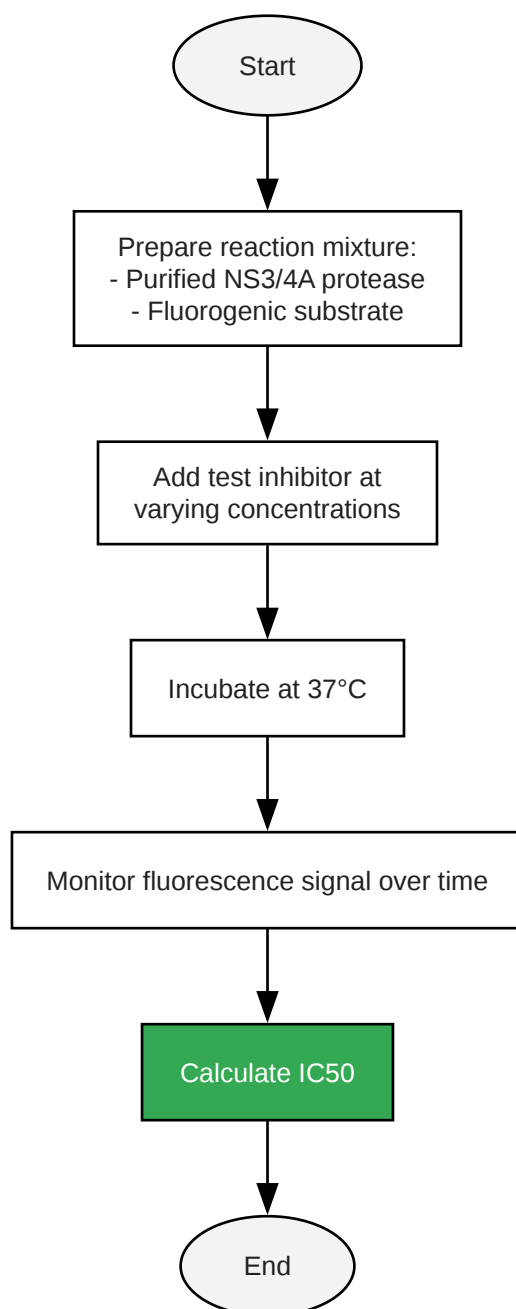 Start
Prepare reaction mixture:
- Purified NS3/4A protease
- Fluorogenic substrate
Add test inhibitor at
varying concentrations
Incubate at 37°C
Monitor fluorescence signal over time
Calculate IC50
End